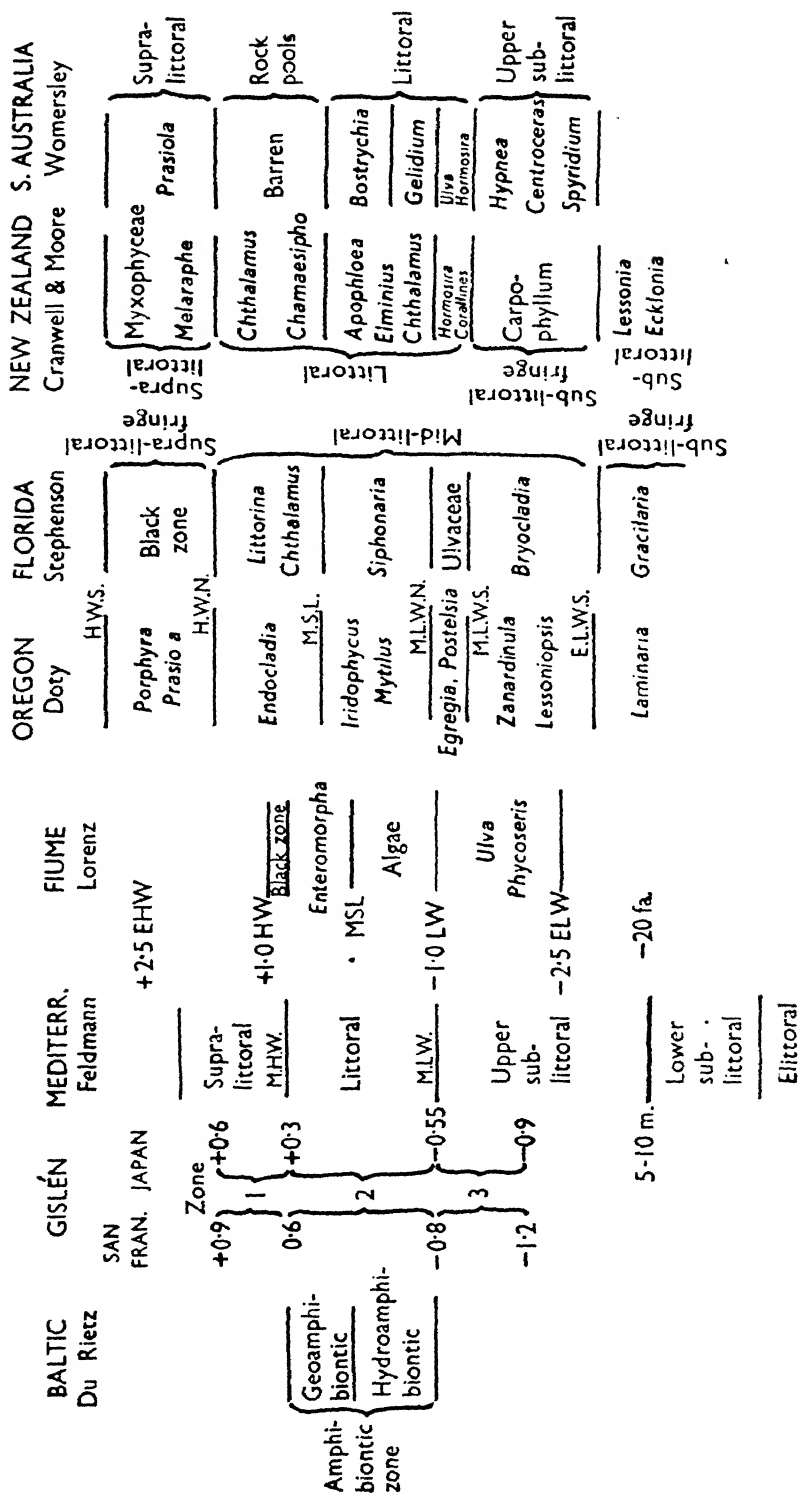 BALTIC
Du Rietz
Amphi-
biontic
zone
Geoamphi-
biontic
Hydroamphi-
biontic
GISLÉN
SAN
FRAN.
JAPAN
Zone
+0·9
+0·6
1
0·6
+0·3
2
-0·8
-0·55
3
-1·2
-0·9
MEDITERR.
Feldmann
Supra-
littoral
M.H.W.
Littoral
M.L.W.
Upper
sub-
littoral
5-10 m.
Lower
sub-
littoral
Elittoral
FIUME
Lorenz
+2·5 EHW
+1·0 HW
Black zone
Enteromorpha
MSL
Algae
-1·0 LW
Ulva
Phycoseris
-2·5 ELW
-20 fa.
OREGON
Doty
H.W.S.
Porphyra
Prasio a
H.W.N.
Endocladia
M.S.L.
Iridophycus
Mytilus
M.L.W.N.
Egregia, Postelsia
M.L.W.S.
Zanardinula
Lessoniopsis
E.L.W.S.
Laminaria
FLORIDA
Stephenson
Black
zone
Littorina
Chthalamus
Siphonaria
Ulvaceae
Bryocladia
Gracilaria
Supra-littoral
fringe
Mid-littoral
Sub-littoral
fringe
NEW ZEALAND
Cranwell & Moore
Supra-
littoral
Myxophyceae
Melaraphe
Littoral
Chthalamus
Chamaesipho
Apophloea
Elminius
Chthalamus
Hormosira
Corallines
Sub-littoral
fringe
Carpo-
phyllum
Sub-
littoral
Lessonia
Ecklonia
S. AUSTRALIA
Womersley
Prasiola
Supra-
littoral
Barren
Rock
pools
Bostrychia
Gelidium
Ulva
Hormosira
Littoral
Hypnea
Centroceras
Spyridium
Upper
sub-
littoral